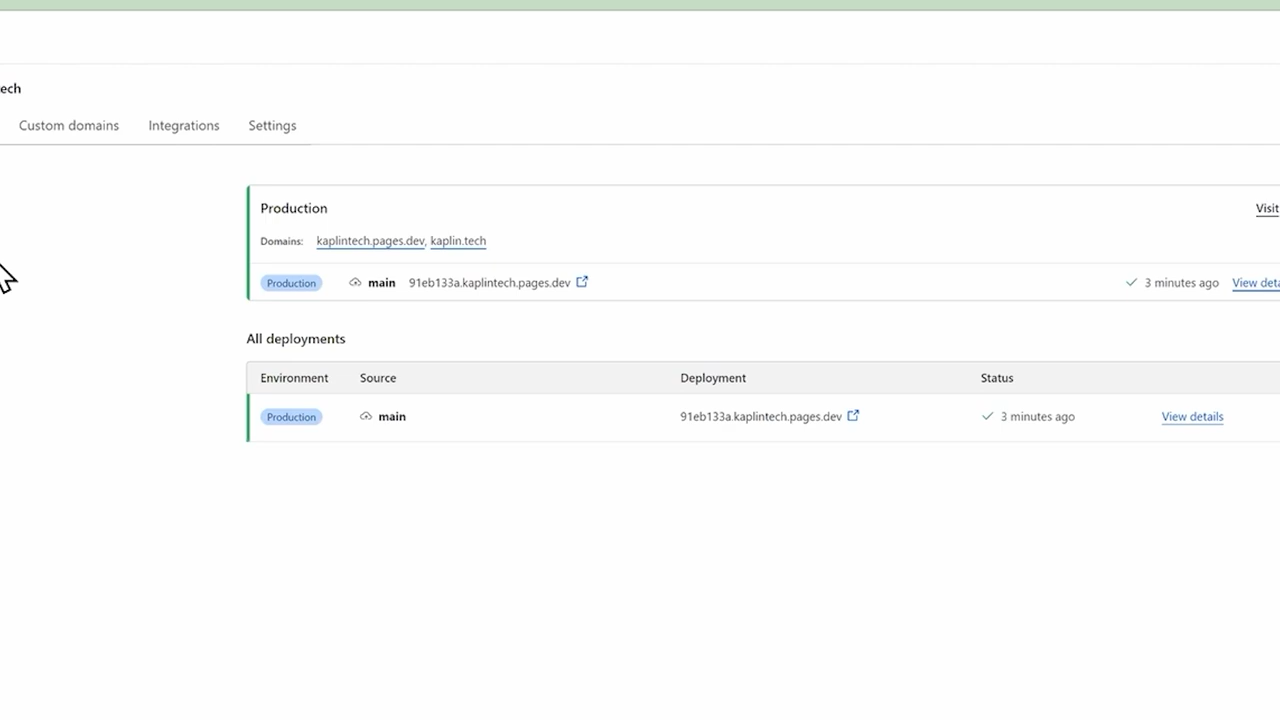 ech
Custom domains Integrations Settings
Production Visit
Domains: kaplintech.pages.dev, kaplin.tech
Production main 91eb133a.kaplintech.pages.dev 3 minutes ago View deta
All deployments
Environment Source Deployment Status
Production main 91eb133a.kaplintech.pages.dev 3 minutes ago View details